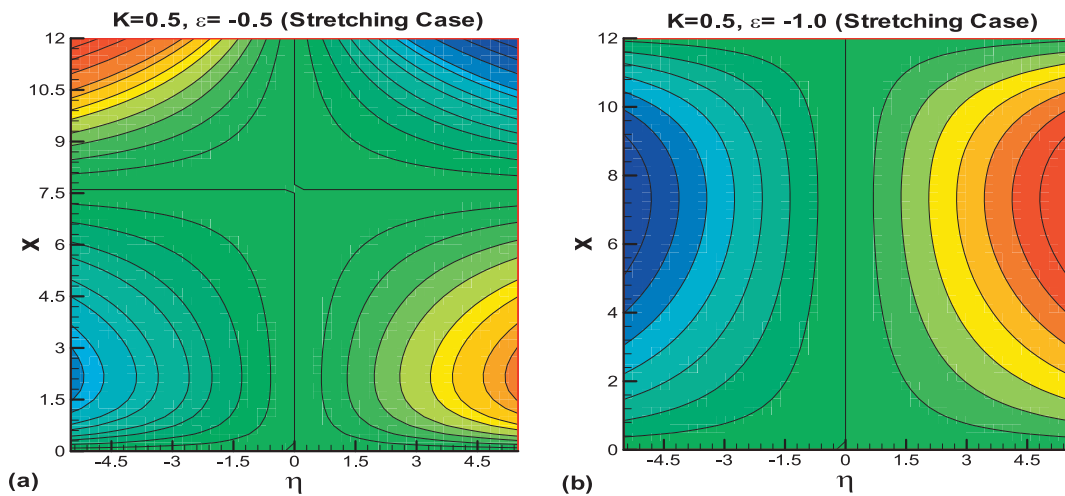 K=0.5, ε= -0.5 (Stretching Case)
12
10.5
9
7.5
6
4.5
3
1.5
0
X
-4.5 -3 -1.5 0 1.5 3 4.5
η
(a)
K=0.5, ε= -1.0 (Stretching Case)
12
10
8
6
4
2
0
X
-4.5 -3 -1.5 0 1.5 3 4.5
η
(b)